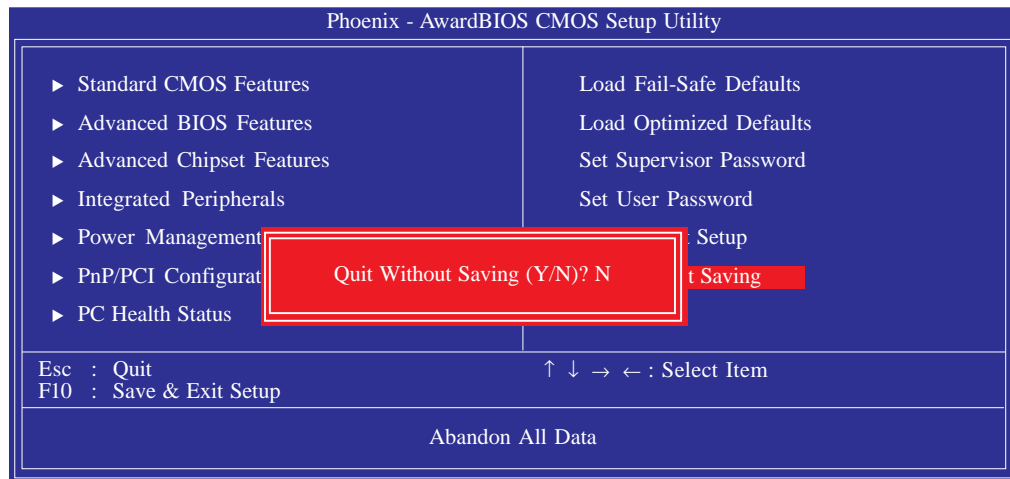 Phoenix - AwardBIOS CMOS Setup Utility
► Standard CMOS Features
► Advanced BIOS Features
► Advanced Chipset Features
► Integrated Peripherals
► Power Management
► PnP/PCI Configurat
► PC Health Status
Load Fail-Safe Defaults
Load Optimized Defaults
Set Supervisor Password
Set User Password
Setup
t Saving
Quit Without Saving (Y/N)? N
Esc : Quit
F10 : Save & Exit Setup
↑ ↓ → ← : Select Item
Abandon All Data